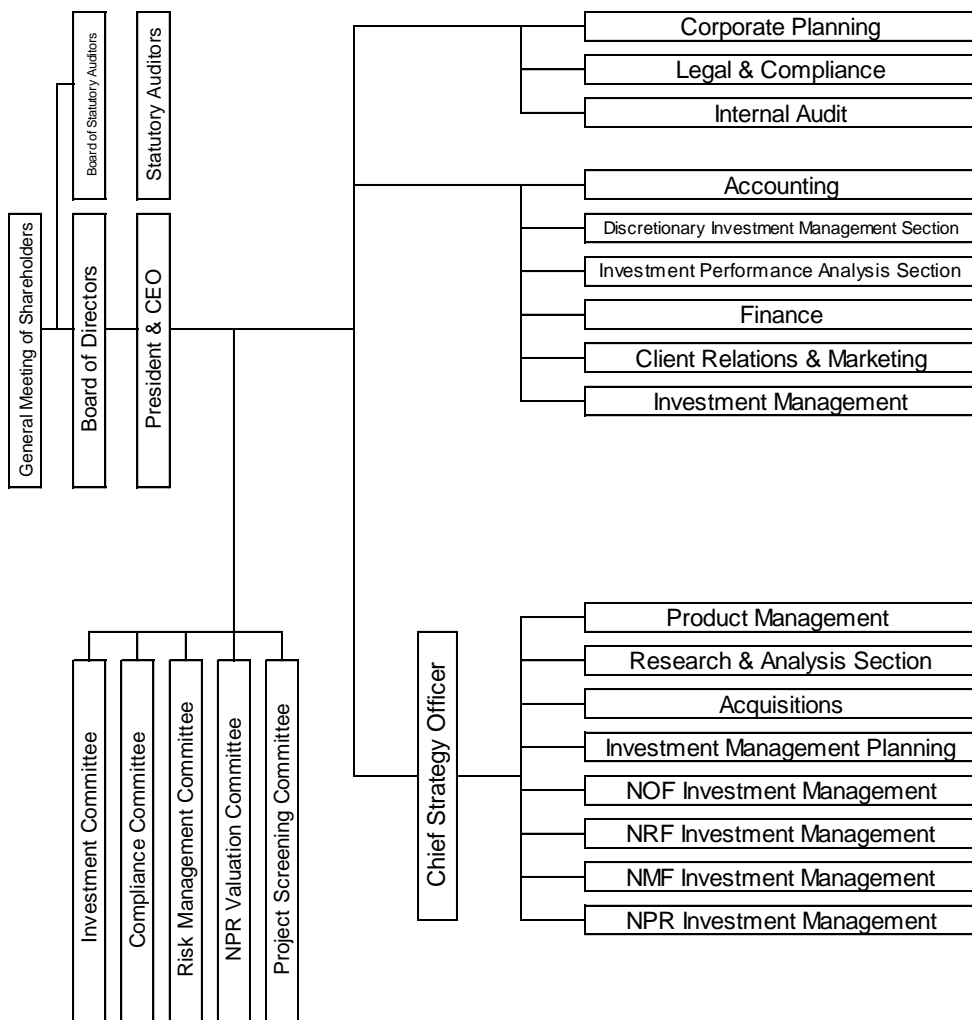 General Meeting of Shareholders
Board of Statutory Auditors
Statutory Auditors
Board of Directors
President & CEO
Corporate Planning
Legal & Compliance
Internal Audit
Accounting
Discretionary Investment Management Section
Investment Performance Analysis Section
Finance
Client Relations & Marketing
Investment Management
Chief Strategy Officer
Product Management
Research & Analysis Section
Acquisitions
Investment Management Planning
NOF Investment Management
NRF Investment Management
NMF Investment Management
NPR Investment Management
Investment Committee
Compliance Committee
Risk Management Committee
NPR Valuation Committee
Project Screening Committee